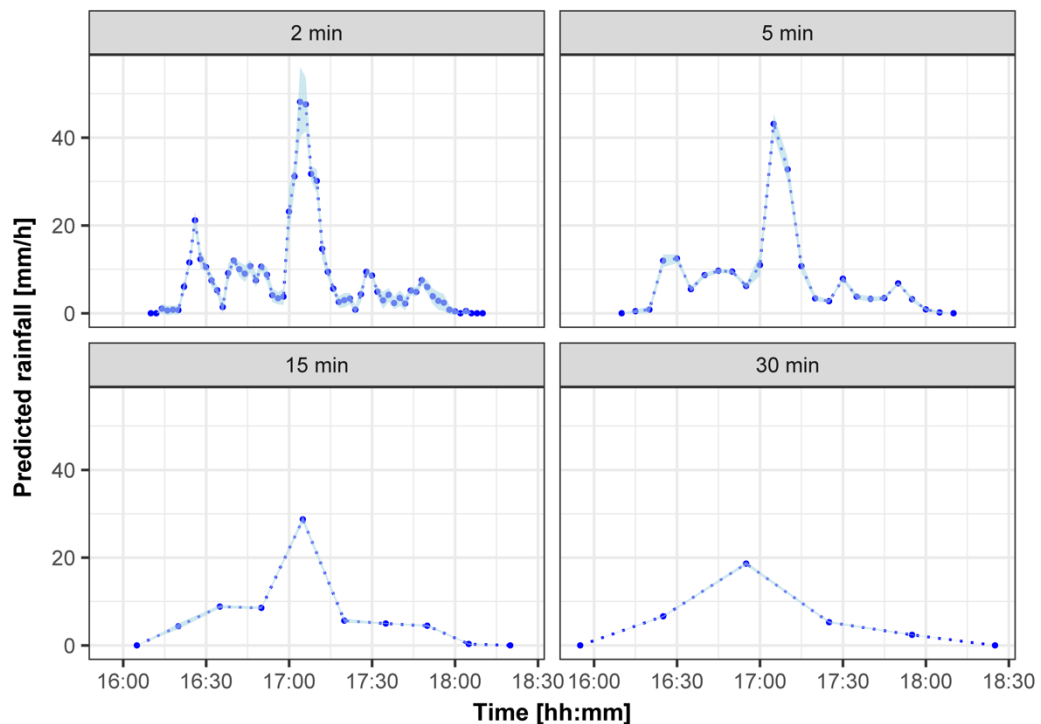 2 min
5 min
40
20
0
15 min
30 min
40
20
0
16:00 16:30 17:00 17:30 18:00 18:30 16:00 16:30 17:00 17:30 18:00 18:30
Time [hh:mm]
Predicted rainfall [mm/h]